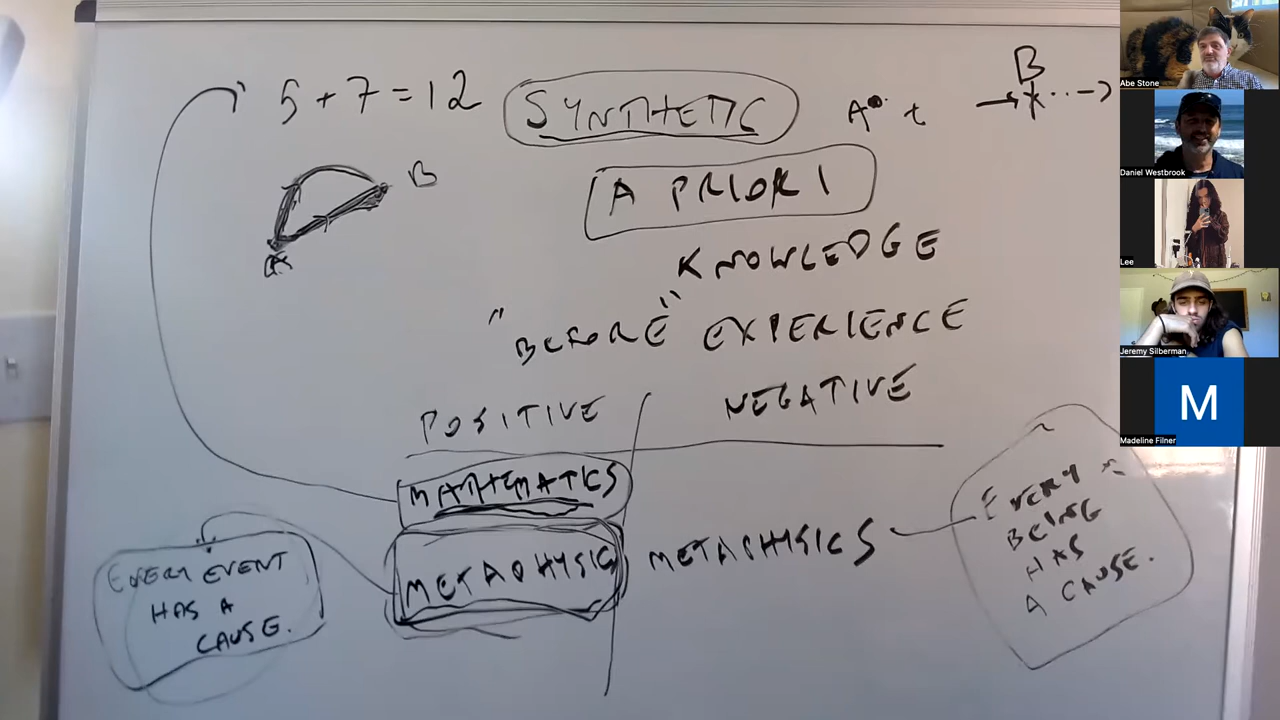 5 + 7 = 12
SYNTHETIC
A t
B
B
A PRIORI
KNOWLEDGE
"BEFORE" EXPERIENCE
POSITIVE NEGATIVE
MATHEMATICS
METAPHYSICS METAPHYSICS
EVERY EVENT
HAS A
CAUSE.
EVERY
BEING
HAS
A CAUSE.
Abe Stone
Daniel Westbrook
Lee
Jeremy Silberman
M
Madeline Filner